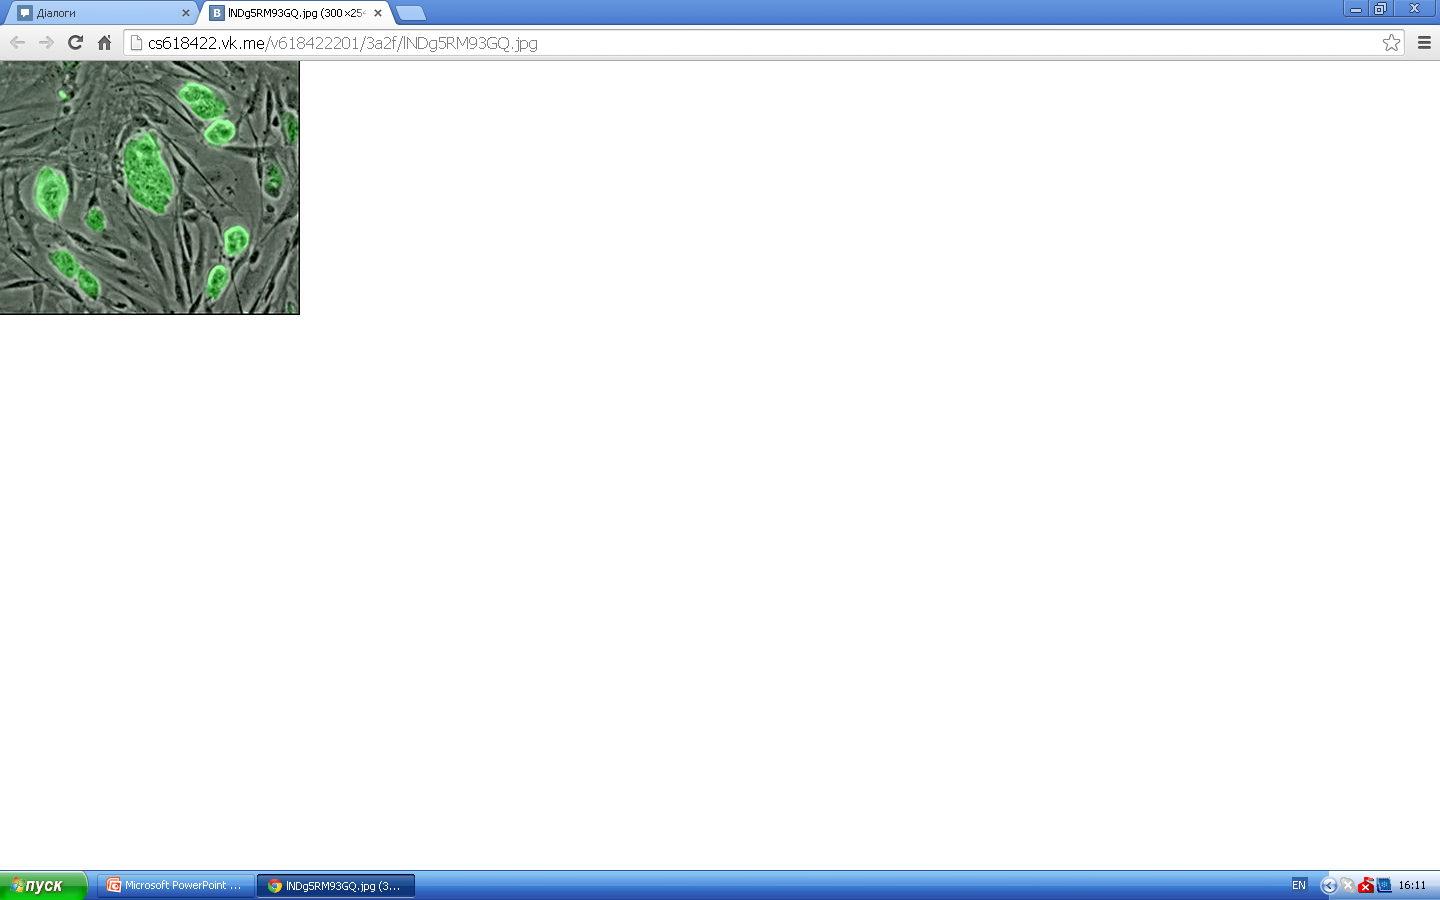 Діалоги
lNDg5RM93GQ.jpg (300×254
cs618422.vk.me/v618422201/3a2f/lNDg5RM93GQ.jpg
пуск
Microsoft PowerPoint ...
lNDg5RM93GQ.jpg (3...
EN
16:11